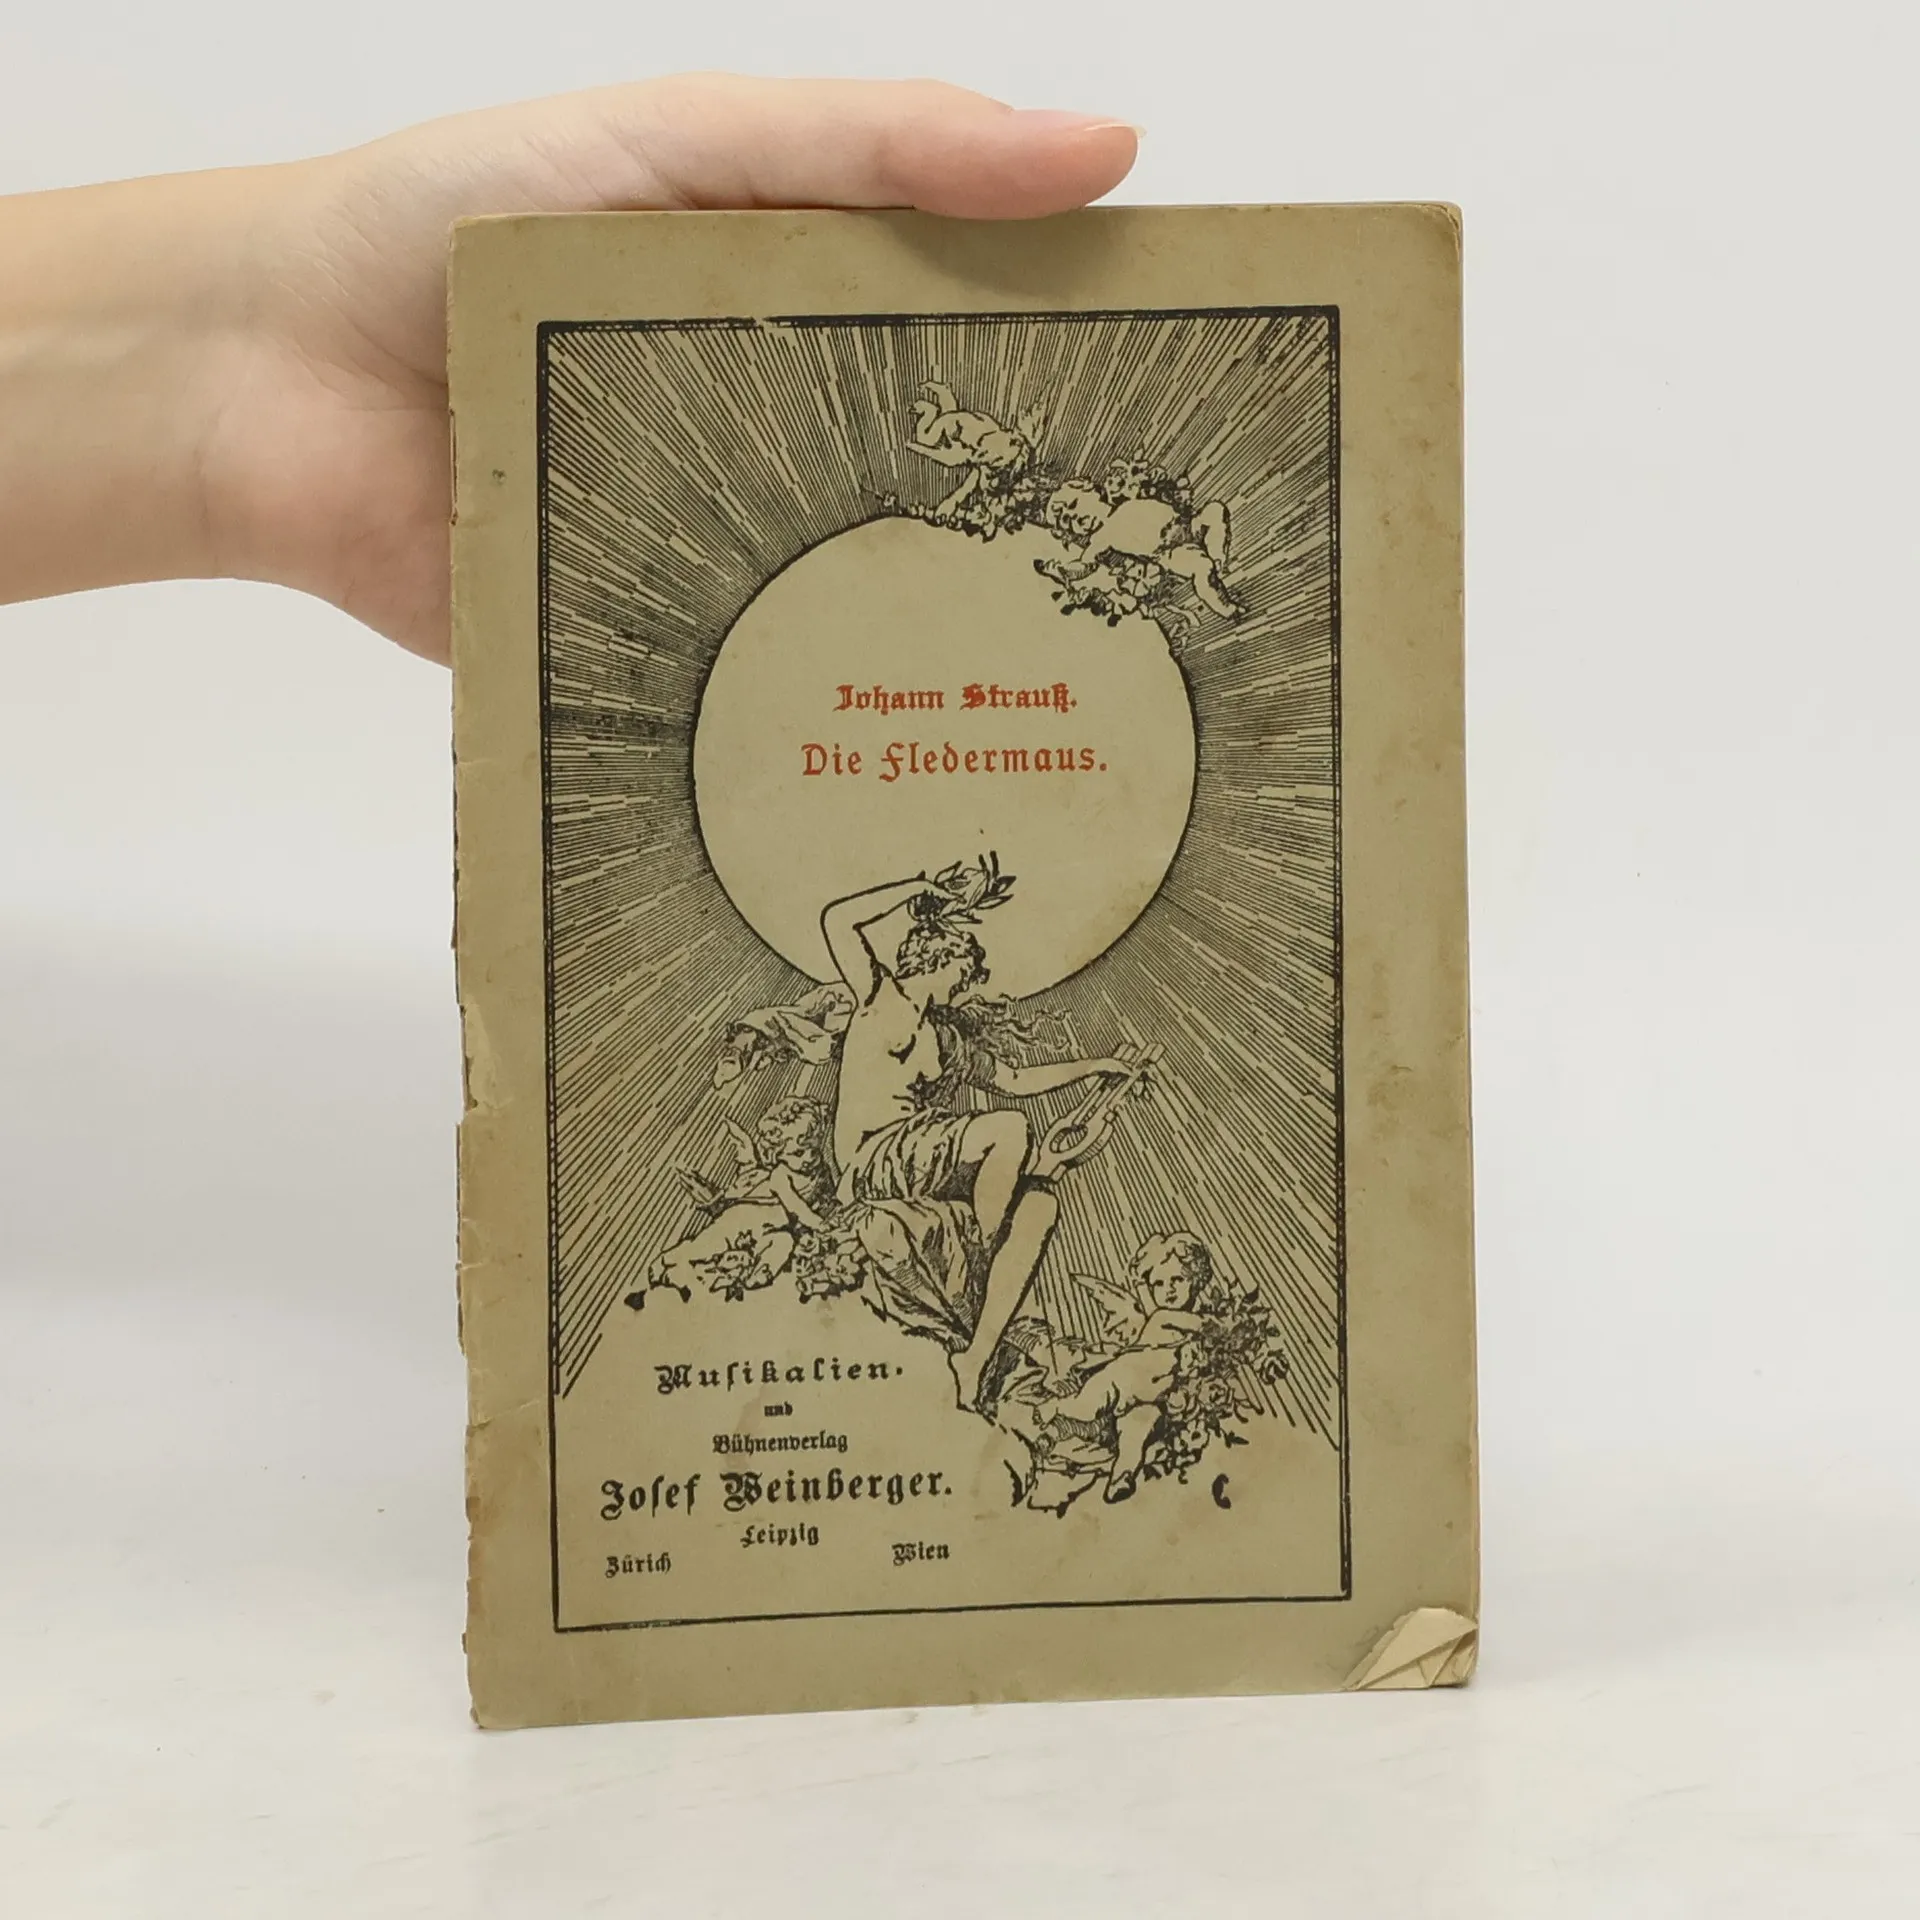 Johann Strauß.
Die Fledermaus.
Musikalien.
und
Bühnenverlag
Josef Weinberger.
Leipzig
Zürich Wien